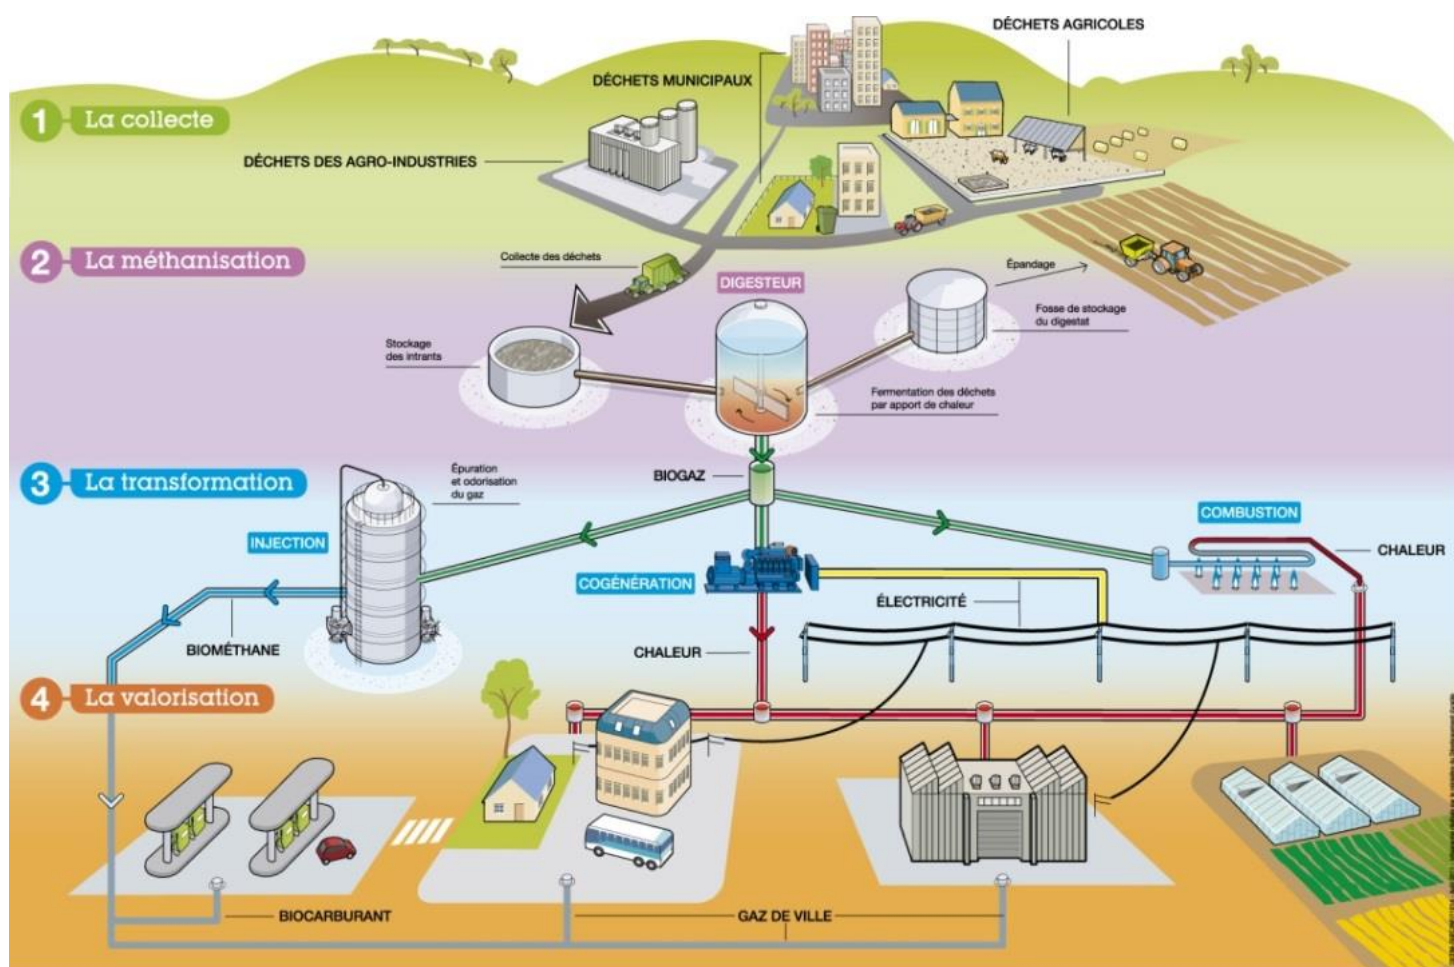 DÉCHETS AGRICOLES
DÉCHETS MUNICIPAUX
1 La collecte
DÉCHETS DES AGRO-INDUSTRIES
2 La méthanisation
Collecte des déchets
DIGESTEUR
Épandage
Fosse de stockage
du digestat
Stockage
des intrants
Fermentation des déchets
par apport de chaleur
3 La transformation
Épuration
et odorisation
du gaz
BIOGAZ
COMBUSTION
INJECTION
CHALEUR
COGÉNÉRATION
ÉLECTRICITÉ
BIOMÉTHANE
CHALEUR
4 La valorisation
BIOCARBURANT
GAZ DE VILLE